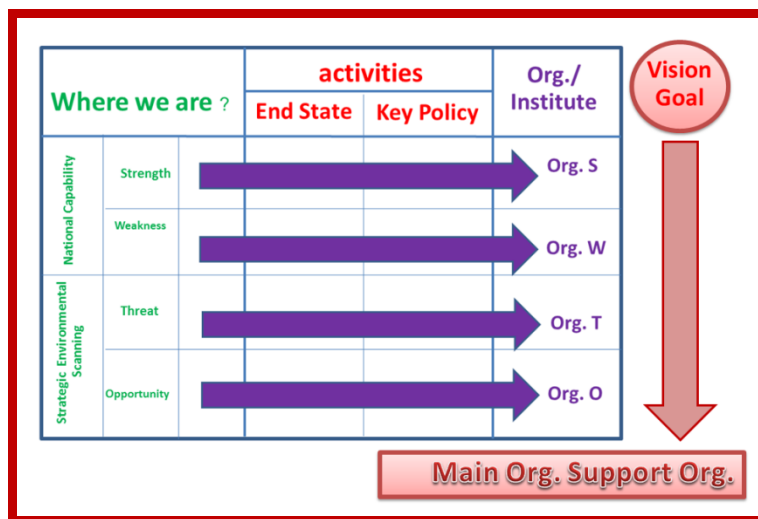 Where we are ?
activities
End State
Key Policy
Org./
Institute
Vision
Goal
National Capability
Strength
Org. S
Weakness
Org. W
Strategic Environmental
Scanning
Threat
Org. T
Opportunity
Org. O
Main Org. Support Org.